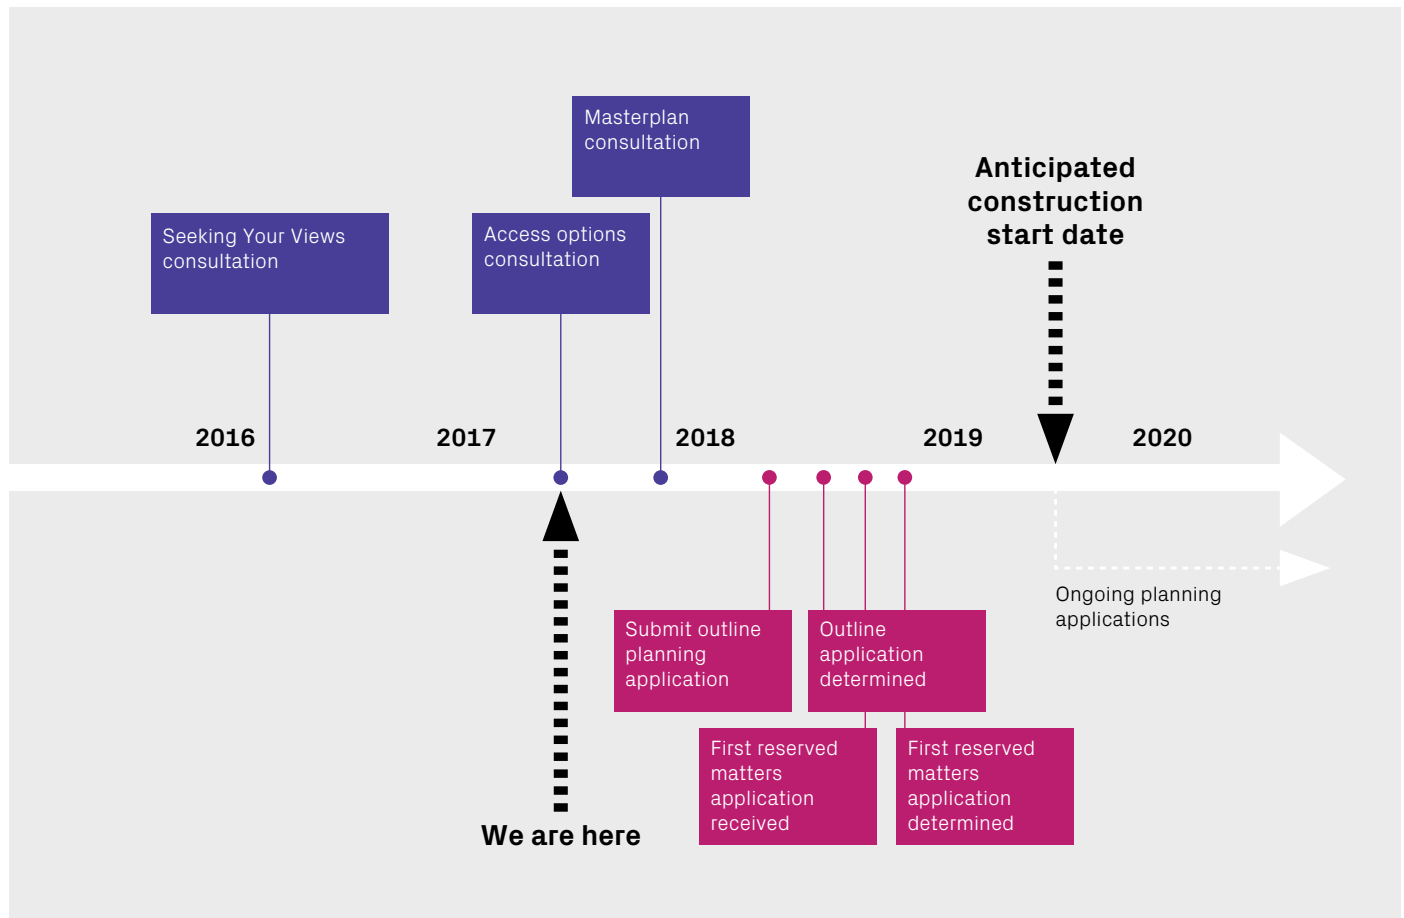 Masterplan
consultation
Anticipated
construction
start date
Seeking Your Views
consultation
Access options
consultation
2016
2017
2018
2019
2020
Ongoing planning
applications
Submit outline
planning
application
Outline
application
determined
First reserved
matters
application
received
First reserved
matters
application
determined
We are here